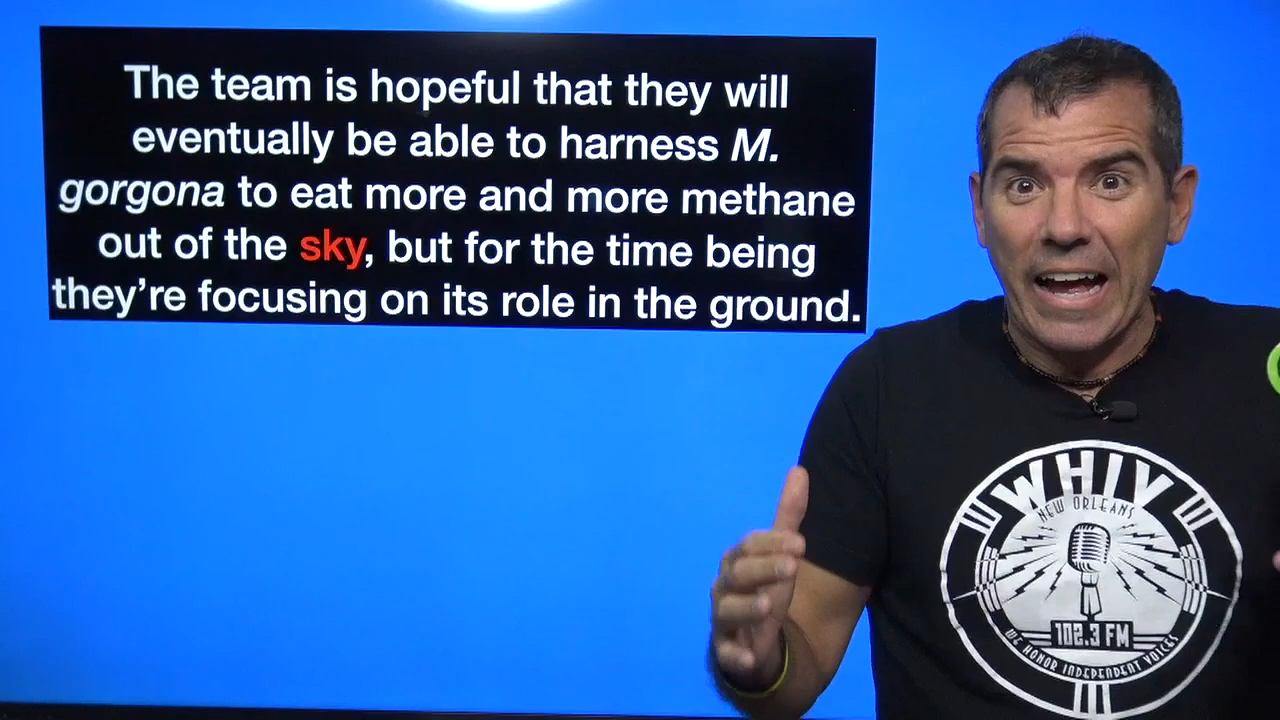 The team is hopeful that they will
eventually be able to harness M.
gorgona to eat more and more methane
out of the sky, but for the time being
they’re focusing on its role in the ground.
WHIV
NEW ORLEANS
102.3 FM
WE HONOR INDEPENDENT VOICES